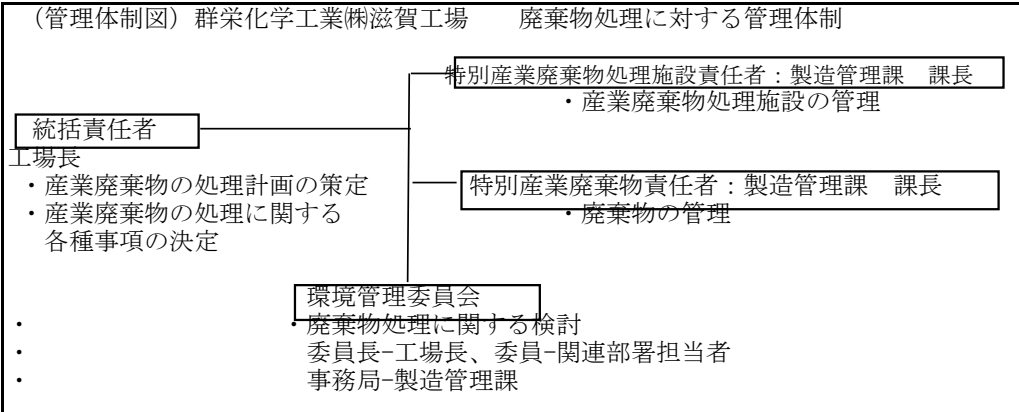 （管理体制図）群栄化学工業㈱滋賀工場　　廃棄物処理に対する管理体制
特別産業廃棄物処理施設責任者：製造管理課　課長
・産業廃棄物処理施設の管理
統括責任者
工場長
・産業廃棄物の処理計画の策定
・産業廃棄物の処理に関する
各種事項の決定
特別産業廃棄物責任者：製造管理課　課長
・廃棄物の管理
環境管理委員会
・　・廃棄物処理に関する検討
・　委員長−工場長、委員−関連部署担当者
・　事務局−製造管理課